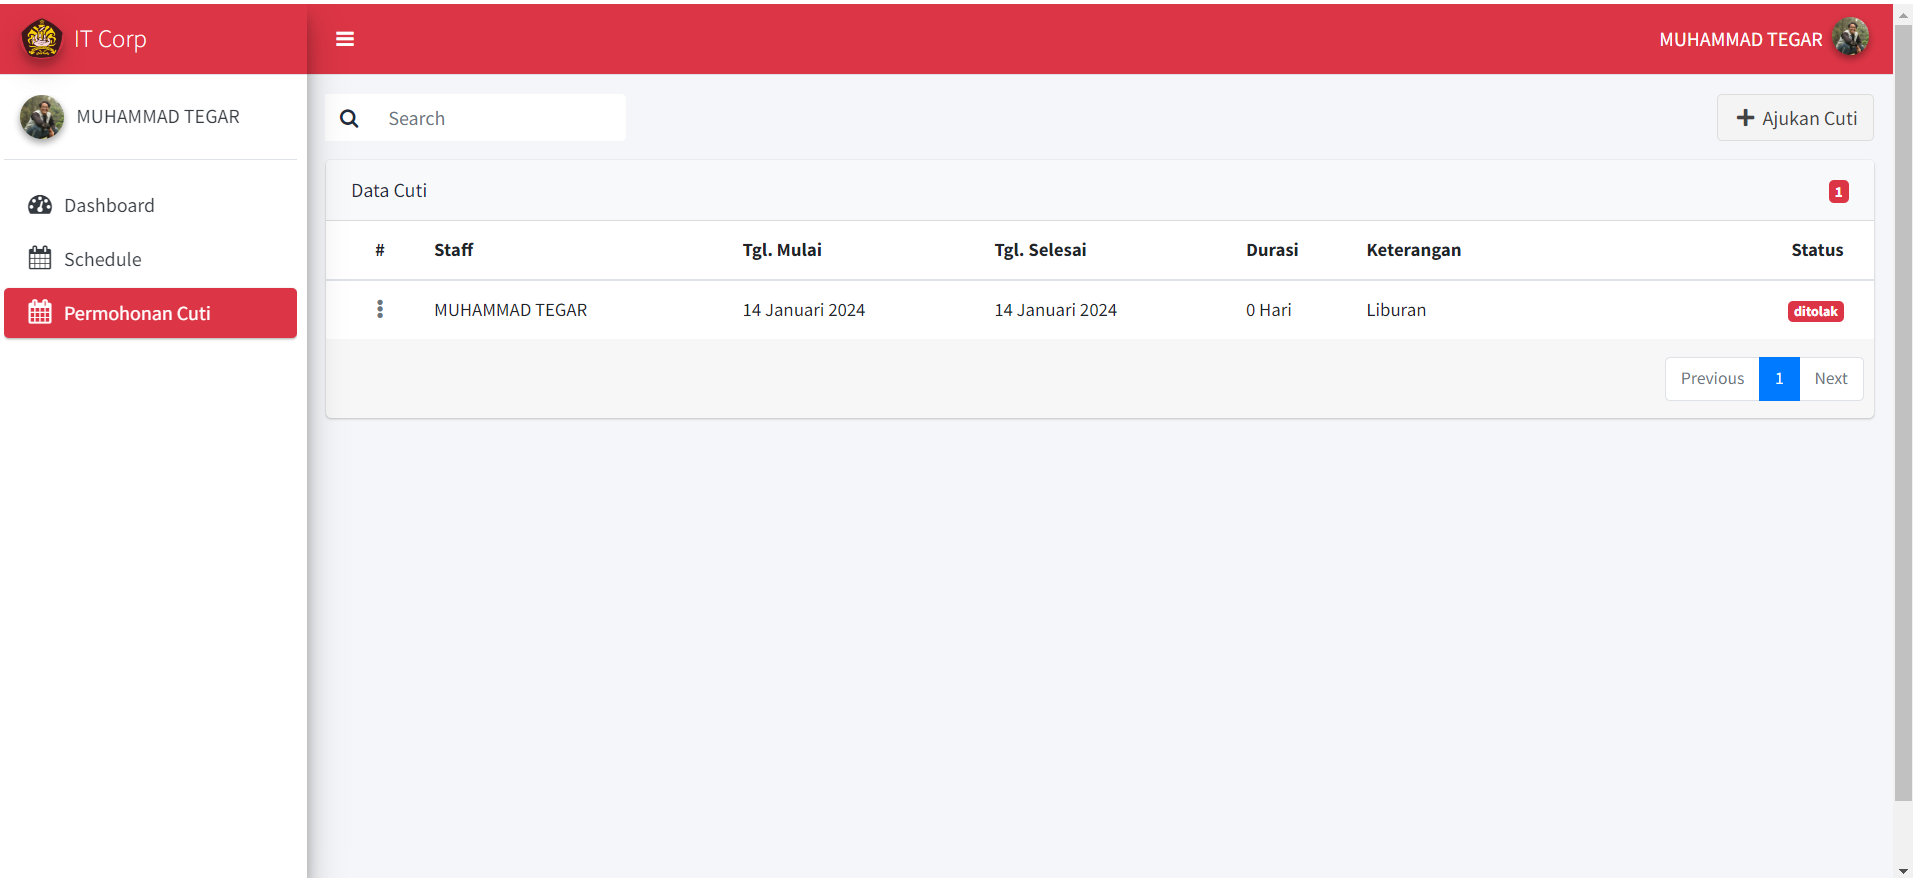 IT Corp
MUHAMMAD TEGAR
MUHAMMAD TEGAR
Search
Ajukan Cuti
Dashboard
Schedule
Permohonan Cuti
Data Cuti 1
# Staff Tgl. Mulai Tgl. Selesai Durasi Keterangan Status
MUHAMMAD TEGAR 14 Januari 2024 14 Januari 2024 0 Hari Liburan ditolak
Previous 1 Next